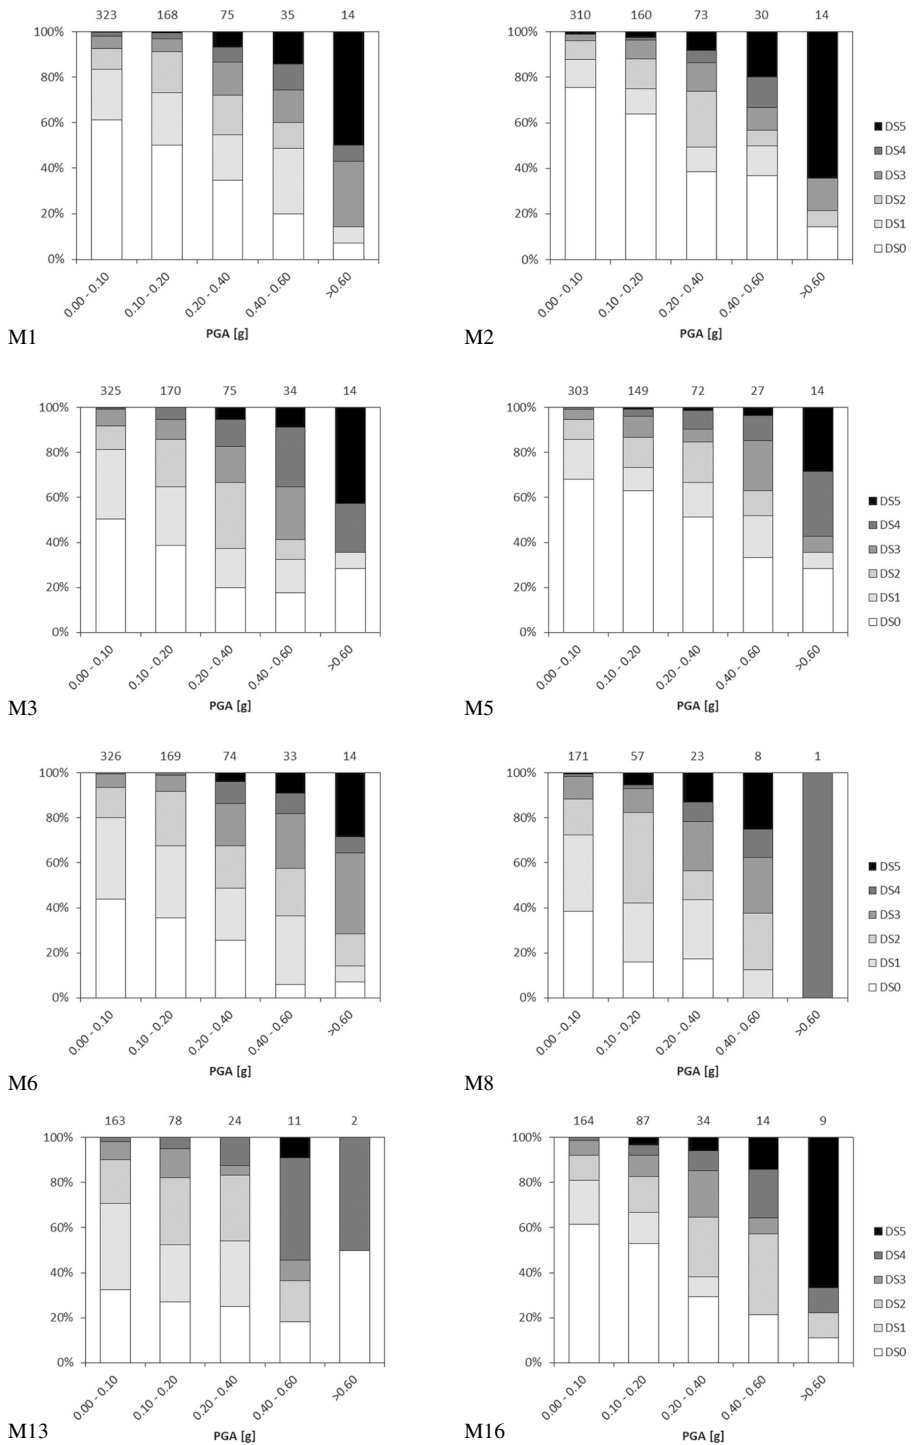 323 168 75 35 14
100%
80%
60%
40%
20%
0%
0.00 - 0.10 0.10 - 0.20 0.20 - 0.40 0.40 - 0.60 >0.60
PGA [g]
M1
310 160 73 30 14
100%
80%
60%
40%
20%
0%
DS5
DS4
DS3
DS2
DS1
DS0
0.00 - 0.10 0.10 - 0.20 0.20 - 0.40 0.40 - 0.60 >0.60
PGA [g]
M2
325 170 75 34 14
100%
80%
60%
40%
20%
0%
0.00 - 0.10 0.10 - 0.20 0.20 - 0.40 0.40 - 0.60 >0.60
PGA [g]
M3
303 149 72 27 14
100%
80%
60%
40%
20%
0%
DS5
DS4
DS3
DS2
DS1
DS0
0.00 - 0.10 0.10 - 0.20 0.20 - 0.40 0.40 - 0.60 >0.60
PGA [g]
M5
326 169 74 33 14
100%
80%
60%
40%
20%
0%
0.00 - 0.10 0.10 - 0.20 0.20 - 0.40 0.40 - 0.60 >0.60
PGA [g]
M6
171 57 23 8 1
100%
80%
60%
40%
20%
0%
DS5
DS4
DS3
DS2
DS1
DS0
0.00 - 0.10 0.10 - 0.20 0.20 - 0.40 0.40 - 0.60 >0.60
PGA [g]
M8
163 78 24 11 2
100%
80%
60%
40%
20%
0%
0.00 - 0.10 0.10 - 0.20 0.20 - 0.40 0.40 - 0.60 >0.60
PGA [g]
M13
164 87 34 14 9
100%
80%
60%
40%
20%
0%
DS5
DS4
DS3
DS2
DS1
DS0
0.00 - 0.10 0.10 - 0.20 0.20 - 0.40 0.40 - 0.60 >0.60
PGA [g]
M16